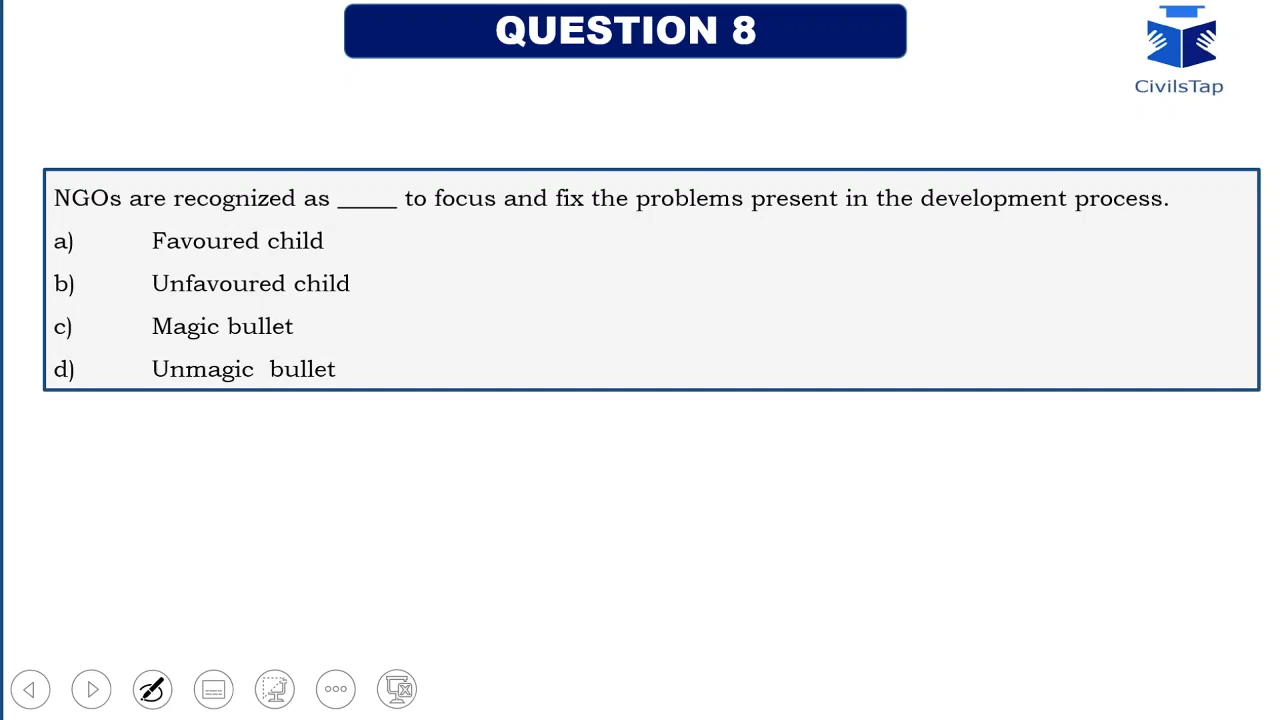 QUESTION 8
CivilsTap
NGOs are recognized as _____ to focus and fix the problems present in the development process.
a) Favoured child
b) Unfavoured child
c) Magic bullet
d) Unmagic  bullet